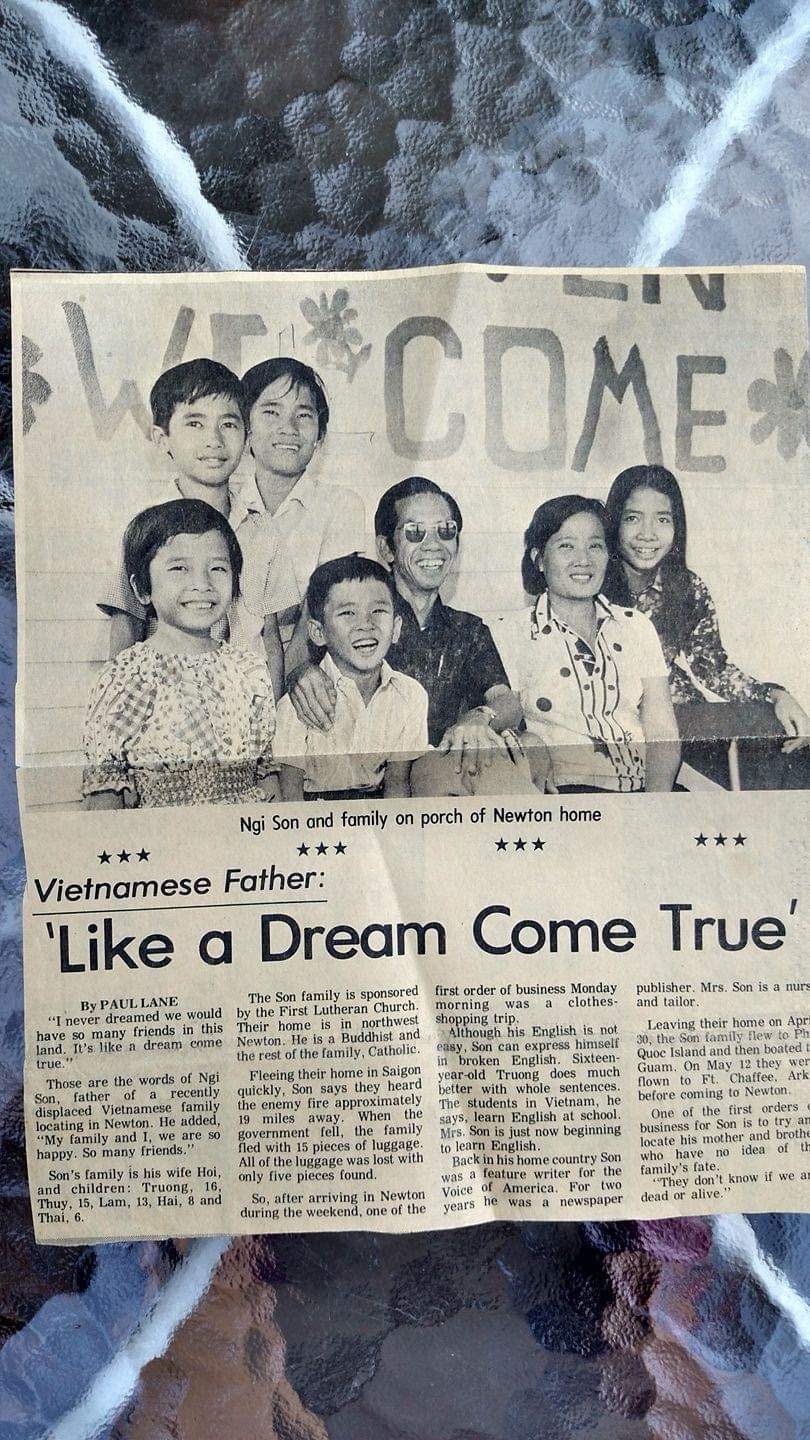 WELCOME
Ngi Son and family on porch of Newton home
★★★ ★★★ ★★★ ★★★
Vietnamese Father:
'Like a Dream Come True'
By PAUL LANE
"I never dreamed we would
have so many friends in this
land. It's like a dream come
true."
Those are the words of Ngi
Son, father of a recently
displaced Vietnamese family
locating in Newton. He added,
"My family and I, we are so
happy. So many friends."
Son's family is his wife Hoi,
and children: Truong, 16,
Thuy, 15, Lam, 13, Hai, 8 and
Thai, 6.
The Son family is sponsored
by the First Lutheran Church.
Their home is in northwest
Newton. He is a Buddhist and
the rest of the family, Catholic.
Fleeing their home in Saigon
quickly, Son says they heard
the enemy fire approximately
19 miles away. When the
government fell, the family
fled with 15 pieces of luggage.
All of the luggage was lost with
only five pieces found.
So, after arriving in Newton
during the weekend, one of the
first order of business Monday
morning was a clothes-
shopping trip.
Although his English is not
easy, Son can express himself
in broken English. Sixteen-
year-old Truong does much
better with whole sentences.
The students in Vietnam, he
says, learn English at school.
Mrs. Son is just now beginning
to learn English.
Back in his home country Son
was a feature writer for the
Voice of America. For two
years he was a newspaper
publisher. Mrs. Son is a nurs
and tailor.
Leaving their home on Apri
30, the Son family flew to Ph
Quoc Island and then boated t
Guam. On May 12 they wer
flown to Ft. Chaffee, Ark
before coming to Newton.
One of the first orders
business for Son is to try an
locate his mother and brothe
who have no idea of th
family's fate.
"They don't know if we ar
dead or alive."